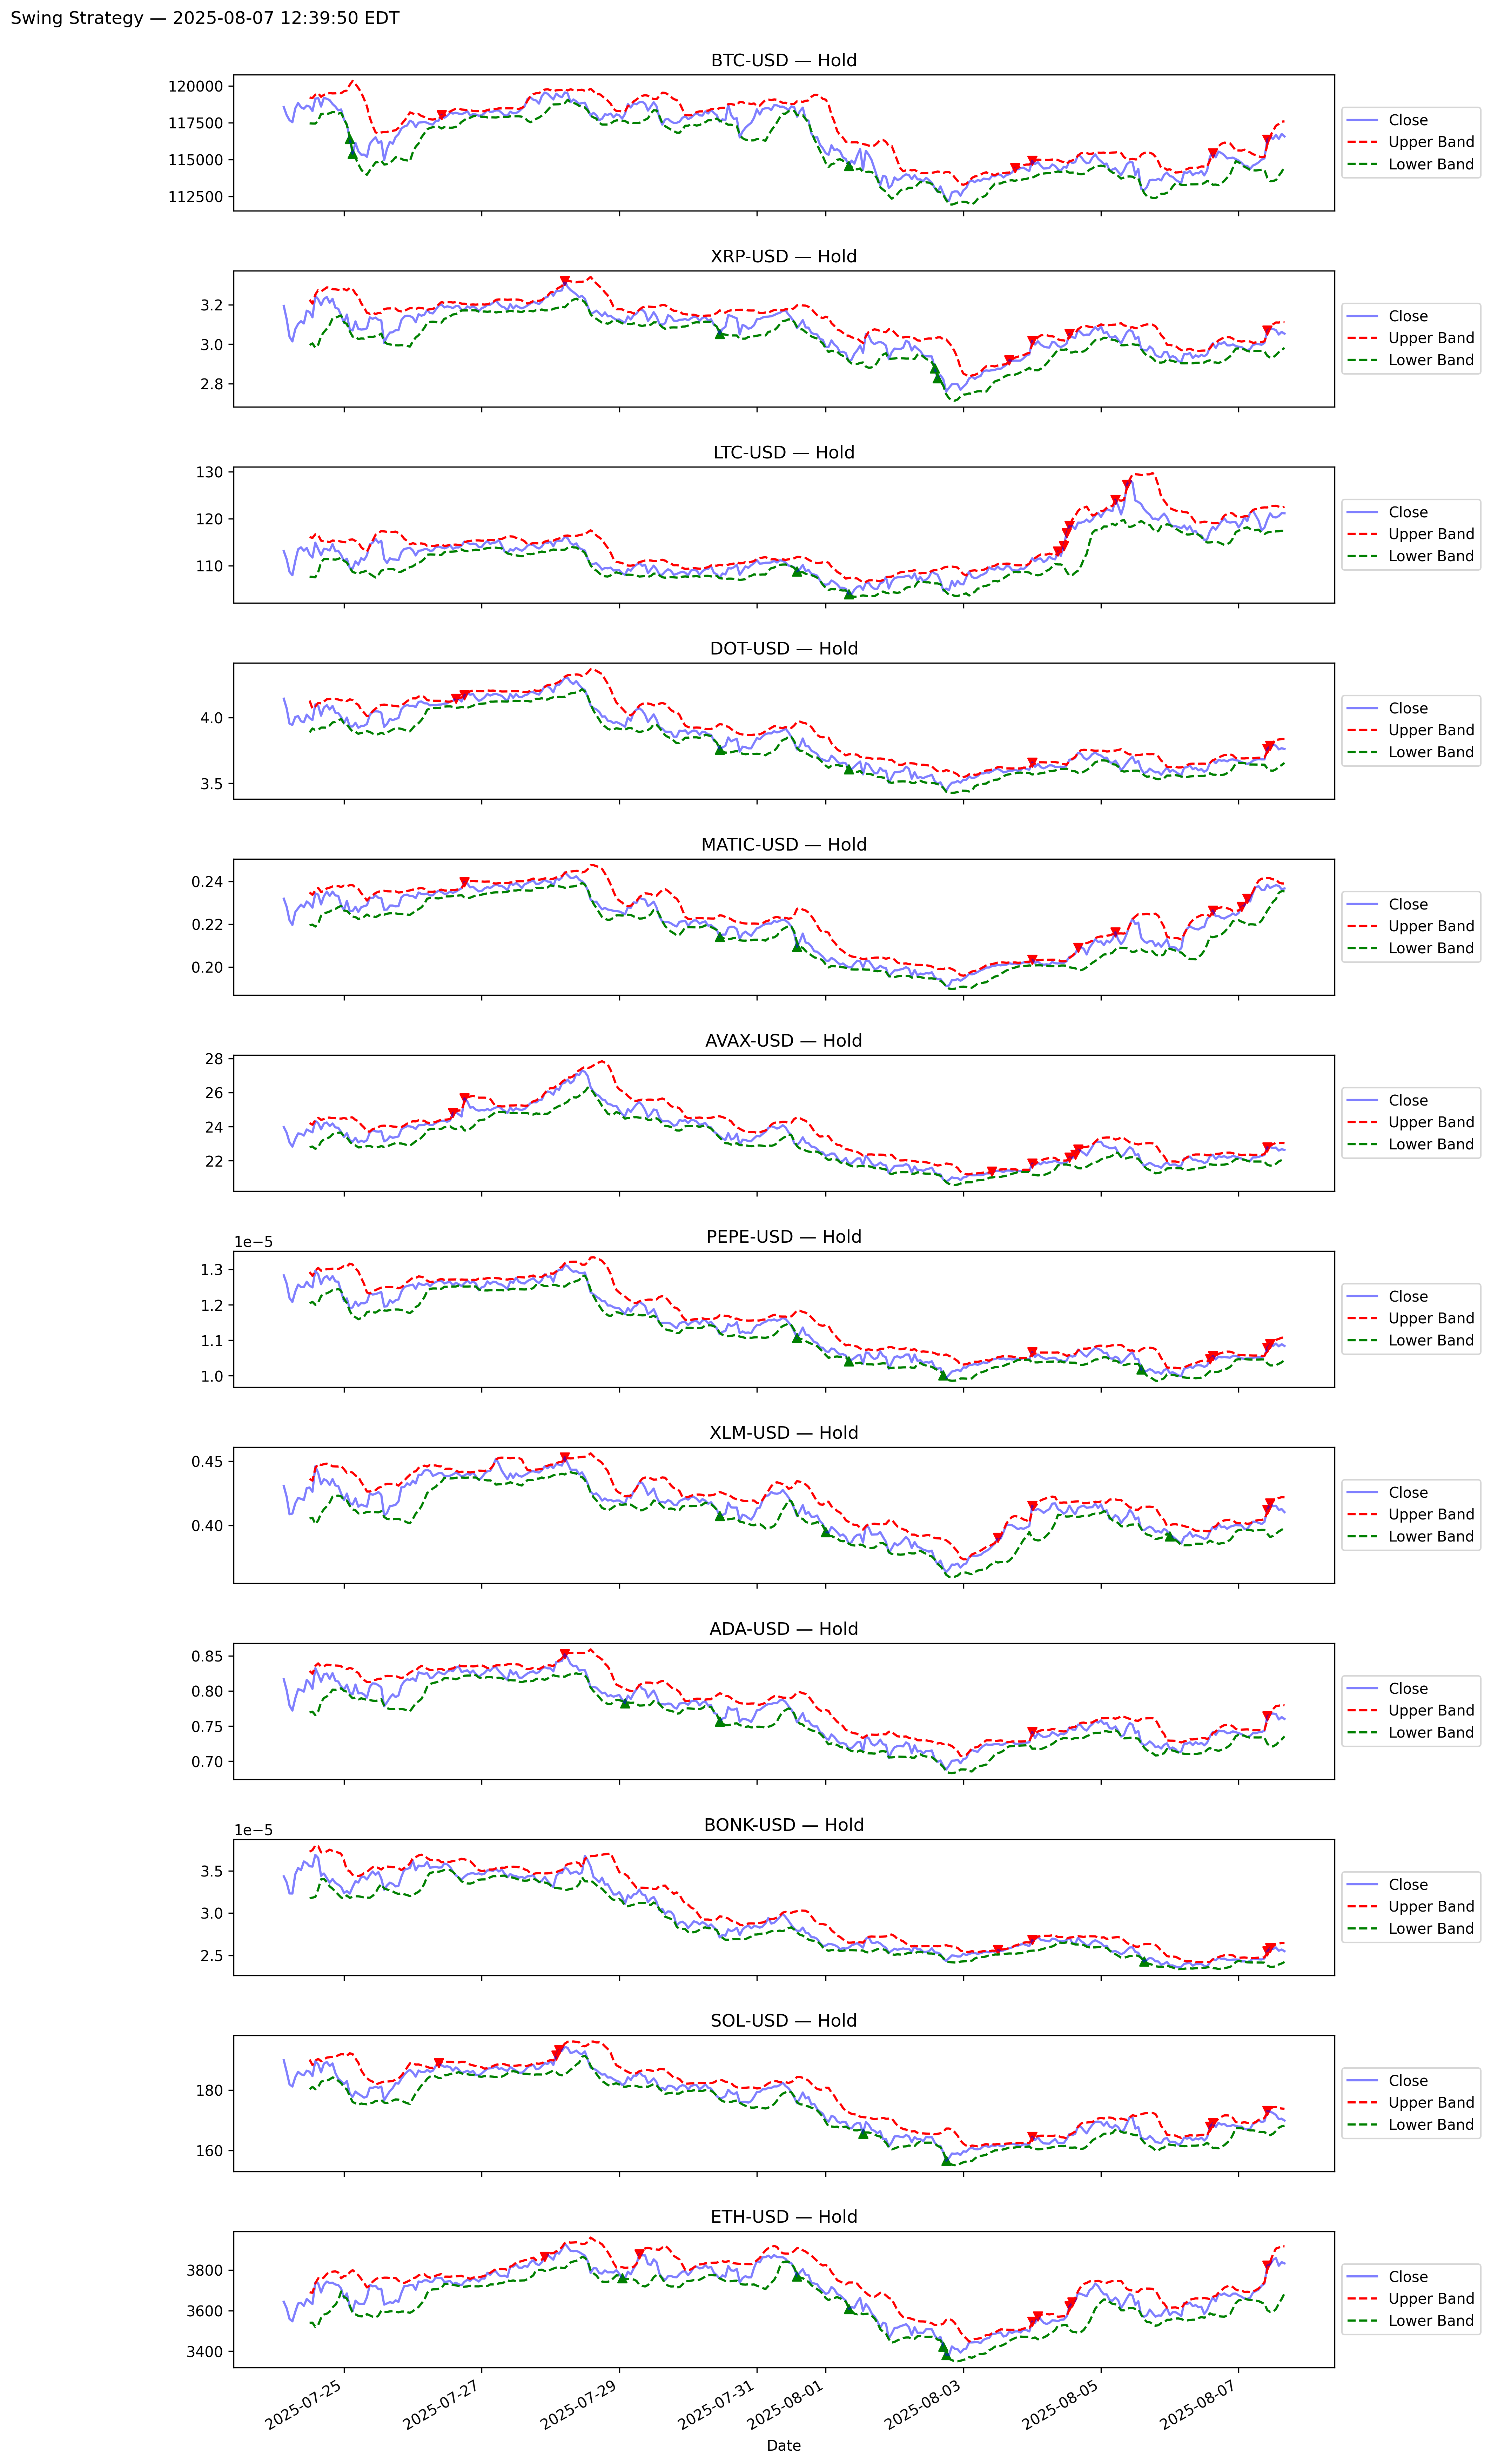 Swing Strategy — 2025-08-07 12:39:50 EDT
BTC-USD — Hold
120000
117500
115000
112500
Close
Upper Band
Lower Band
XRP-USD — Hold
3.2
3.0
2.8
Close
Upper Band
Lower Band
LTC-USD — Hold
130
120
110
Close
Upper Band
Lower Band
DOT-USD — Hold
4.0
3.5
Close
Upper Band
Lower Band
MATIC-USD — Hold
0.24
0.22
0.20
Close
Upper Band
Lower Band
AVAX-USD — Hold
28
26
24
22
Close
Upper Band
Lower Band
PEPE-USD — Hold
1e−5
1.3
1.2
1.1
1.0
Close
Upper Band
Lower Band
XLM-USD — Hold
0.45
0.40
Close
Upper Band
Lower Band
ADA-USD — Hold
0.85
0.80
0.75
0.70
Close
Upper Band
Lower Band
BONK-USD — Hold
1e−5
3.5
3.0
2.5
Close
Upper Band
Lower Band
SOL-USD — Hold
180
160
Close
Upper Band
Lower Band
ETH-USD — Hold
3800
3600
3400
Close
Upper Band
Lower Band
2025-07-25
2025-07-27
2025-07-29
2025-07-31
2025-08-01
2025-08-03
2025-08-05
2025-08-07
Date